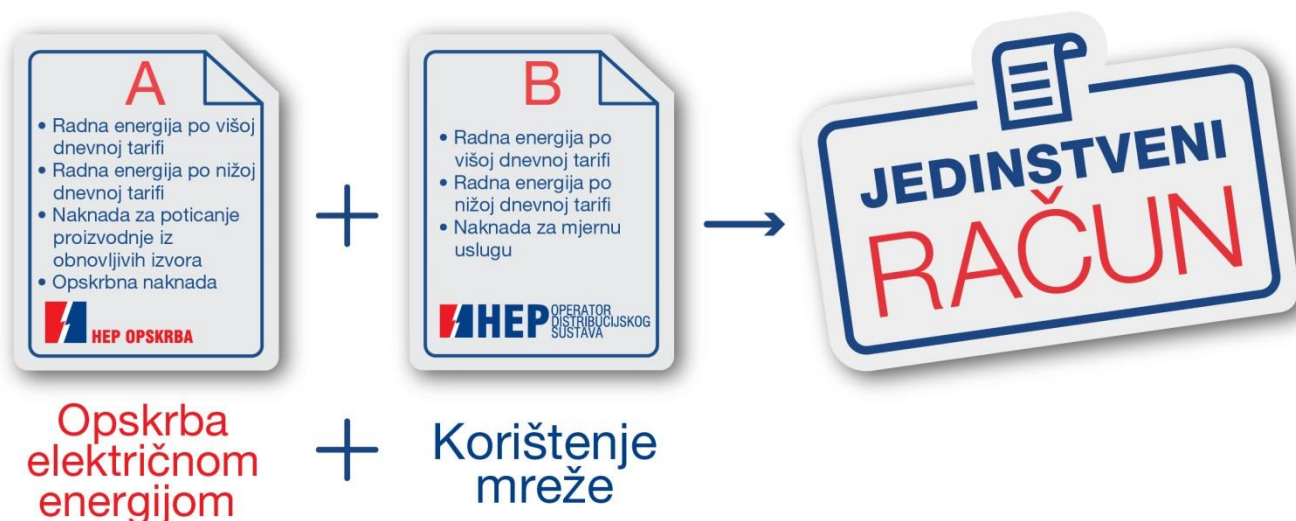 A
• Radna energija po višoj
dnevnoj tarifi
• Radna energija po nižoj
dnevnoj tarifi
• Naknada za poticanje
proizvodnje iz
obnovljivih izvora
• Opskrbna naknada
HEP OPSKRBA
+
B
• Radna energija po
višoj dnevnoj tarifi
• Radna energija po
nižoj dnevnoj tarifi
• Naknada za mjernu
uslugu
HEP OPERATOR
DISTRIBUCIJSKOG
SUSTAVA
→
JEDINSTVENI
RAČUN
Opskrba
električnom
energijom
+
Korištenje
mreže